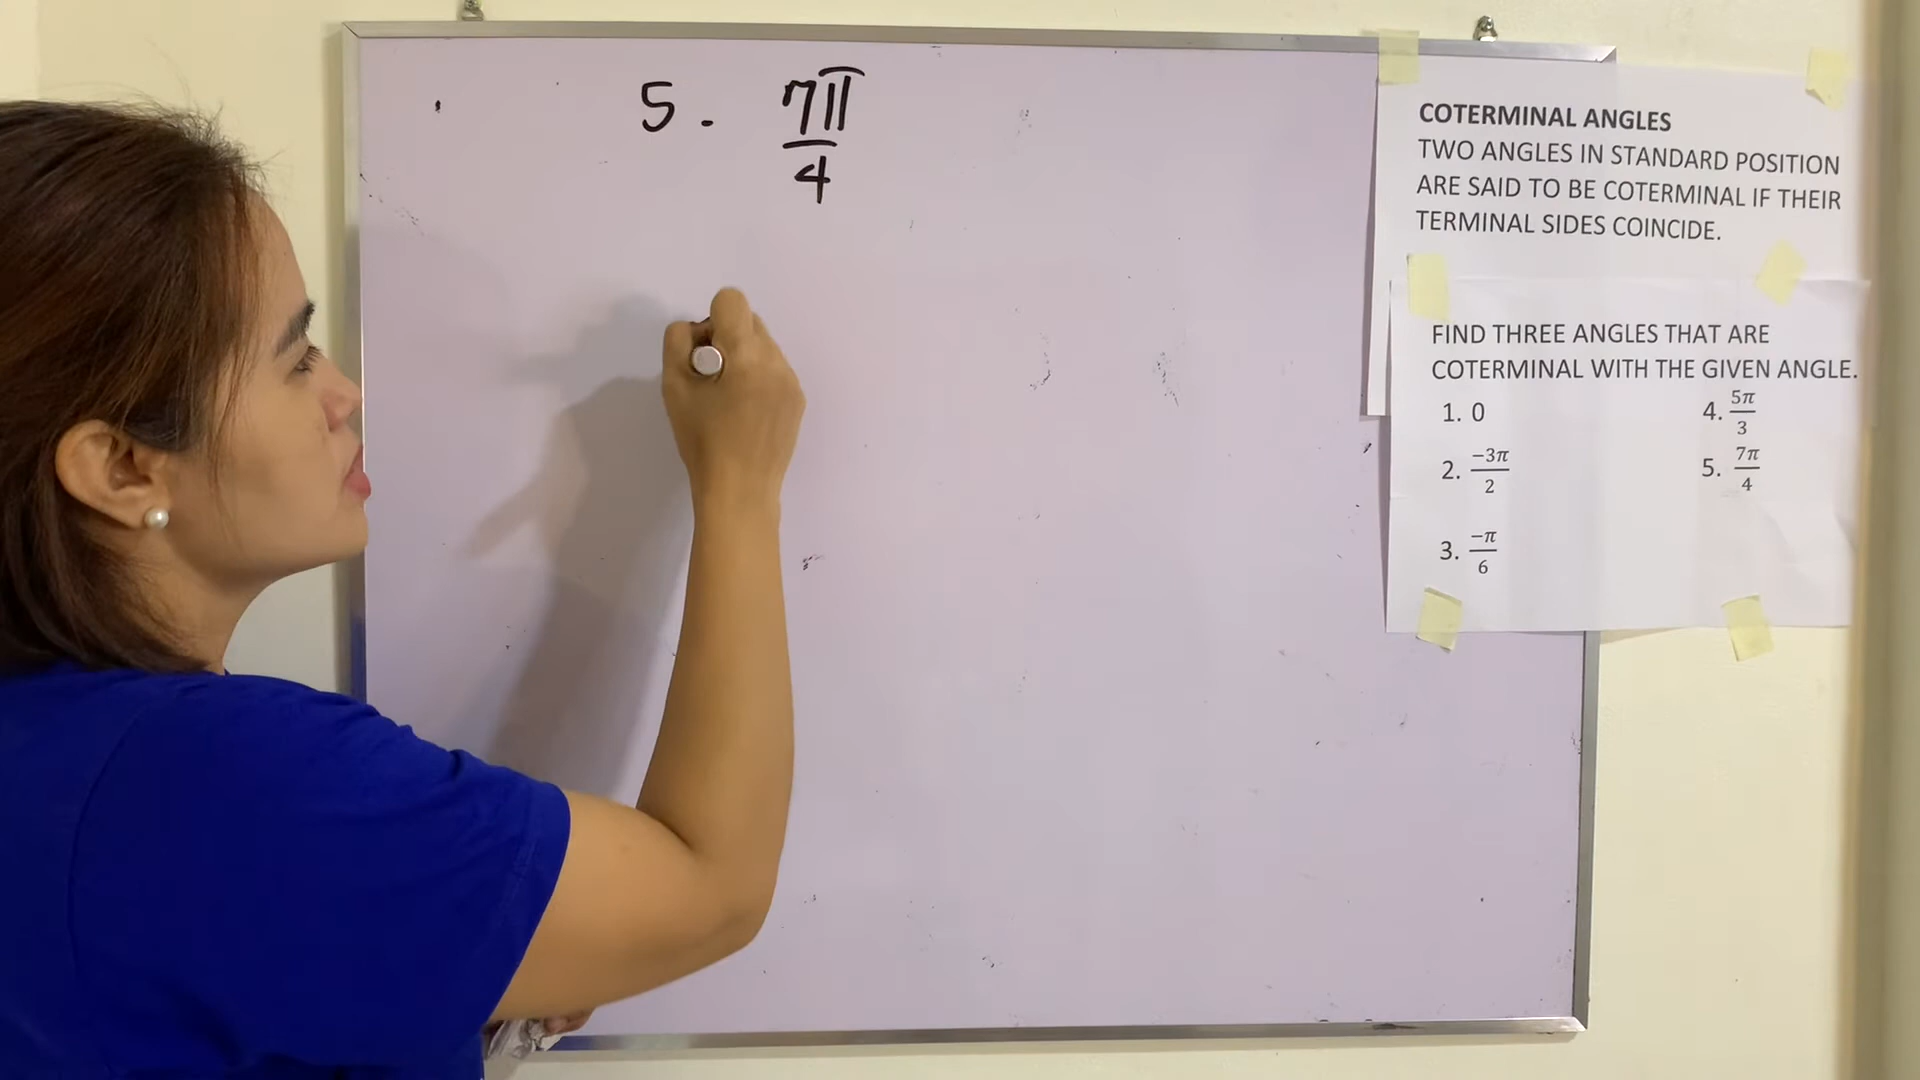 5. 7π/4
COTERMINAL ANGLES
TWO ANGLES IN STANDARD POSITION
ARE SAID TO BE COTERMINAL IF THEIR
TERMINAL SIDES COINCIDE.
FIND THREE ANGLES THAT ARE
COTERMINAL WITH THE GIVEN ANGLE.
1. 0
4. 5π/3
2. −3π/2
5. 7π/4
3. −π/6